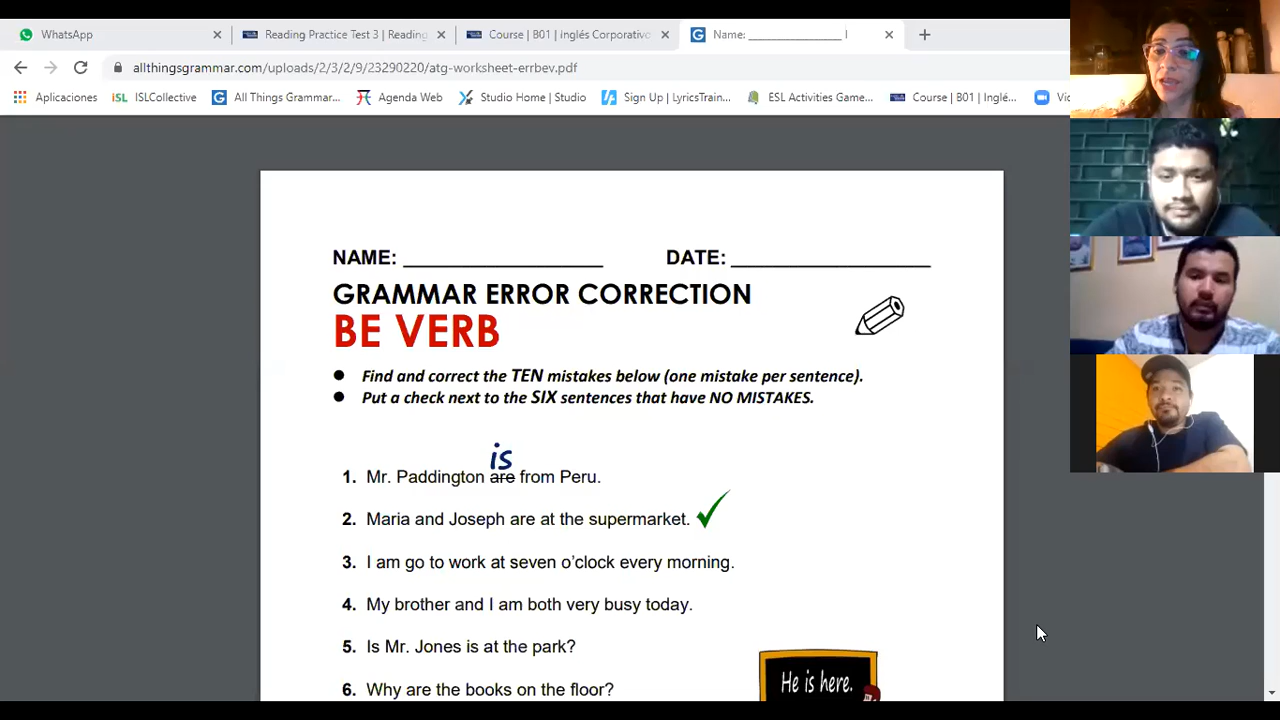 WhatsApp
Reading Practice Test 3 | Reading
Course | B01 | inglés Corporativo
Name: _________________ |
allthingsgrammar.com/uploads/2/3/2/9/23290220/atg-worksheet-errbev.pdf
Aplicaciones
ISLCollective
All Things Grammar...
Agenda Web
Studio Home | Studio
Sign Up | LyricsTrain...
ESL Activities Game...
Course | B01 | Inglé...
NAME: __________________ DATE: __________________
GRAMMAR ERROR CORRECTION
BE VERB
● Find and correct the TEN mistakes below (one mistake per sentence).
● Put a check next to the SIX sentences that have NO MISTAKES.
is
1. Mr. Paddington are from Peru.
2. Maria and Joseph are at the supermarket.
3. I am go to work at seven o’clock every morning.
4. My brother and I am both very busy today.
5. Is Mr. Jones is at the park?
6. Why are the books on the floor?
He is here.